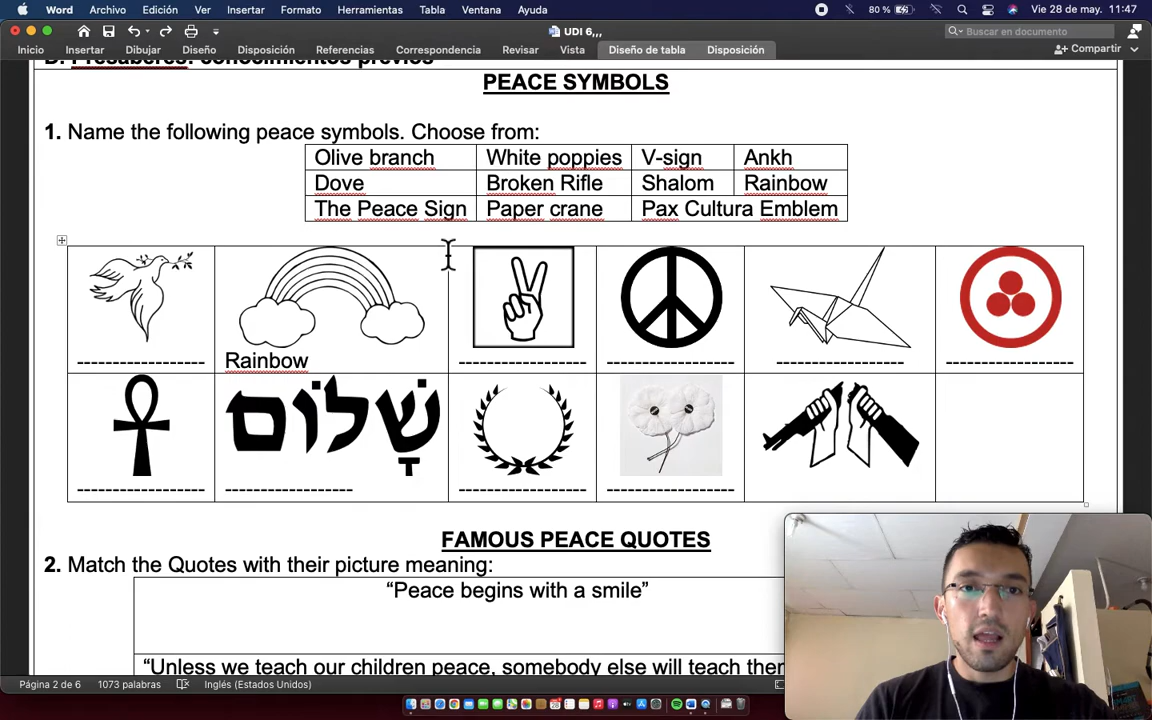 Word Archivo Edición Ver Insertar Formato Herramientas Tabla Ventana Ayuda 80 % Vie 28 de may. 11:47
UDI 6,,,
Buscar en documento
Inicio Insertar Dibujar Diseño Disposición Referencias Correspondencia Revisar Vista Diseño de tabla Disposición Compartir
D. Presaberes: conocimientos previos
PEACE SYMBOLS
1. Name the following peace symbols. Choose from:
Olive branch White poppies V-sign Ankh
Dove Broken Rifle Shalom Rainbow
The Peace Sign Paper crane Pax Cultura Emblem
Rainbow
שָׁלוֹם
FAMOUS PEACE QUOTES
2. Match the Quotes with their picture meaning:
“Peace begins with a smile”
“Unless we teach our children peace, somebody else will teach them
Página 2 de 6 1073 palabras Inglés (Estados Unidos)